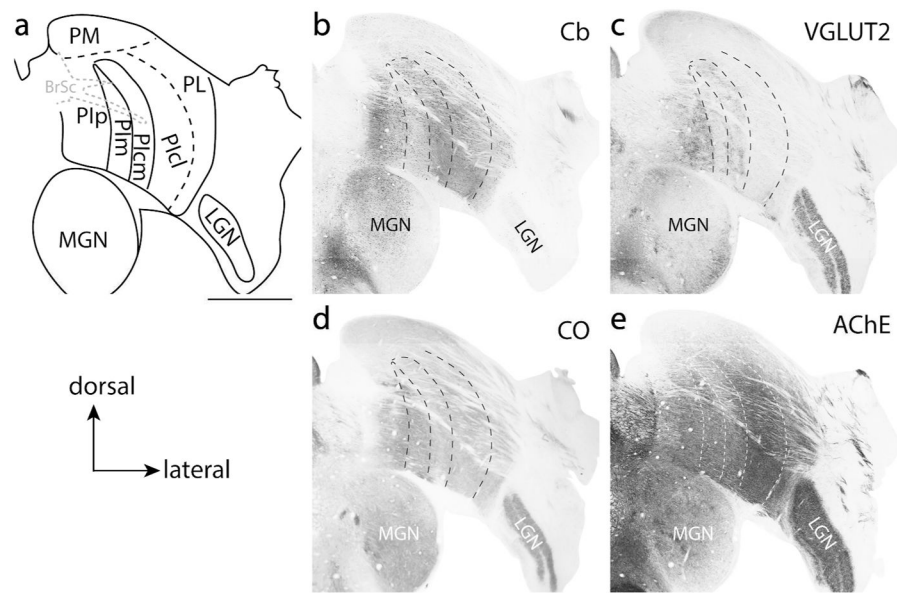 a
PM
BrSc
PL
PIp
PIm
PIcm
PIcl
MGN
LGN
b
Cb
MGN
LGN
c
VGLUT2
MGN
LGN
dorsal
lateral
d
CO
MGN
LGN
e
AChE
MGN
LGN